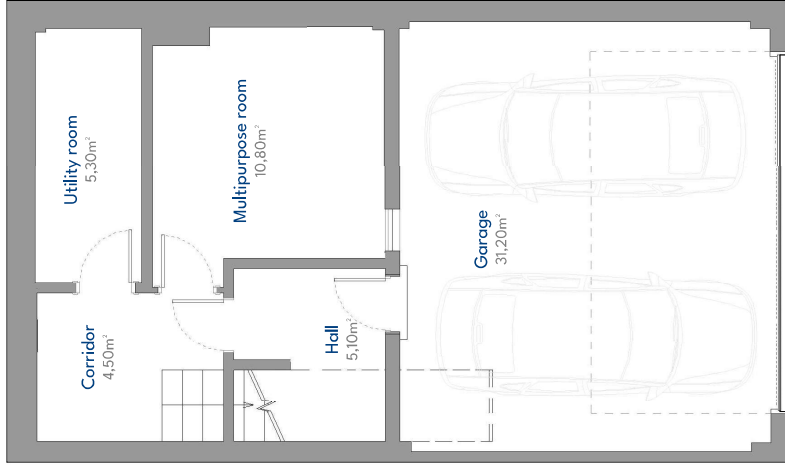 Utility room
5,30m²
Multipurpose room
10,80m²
Garage
31,20m²
Corridor
4,50m²
Hall
5,10m²